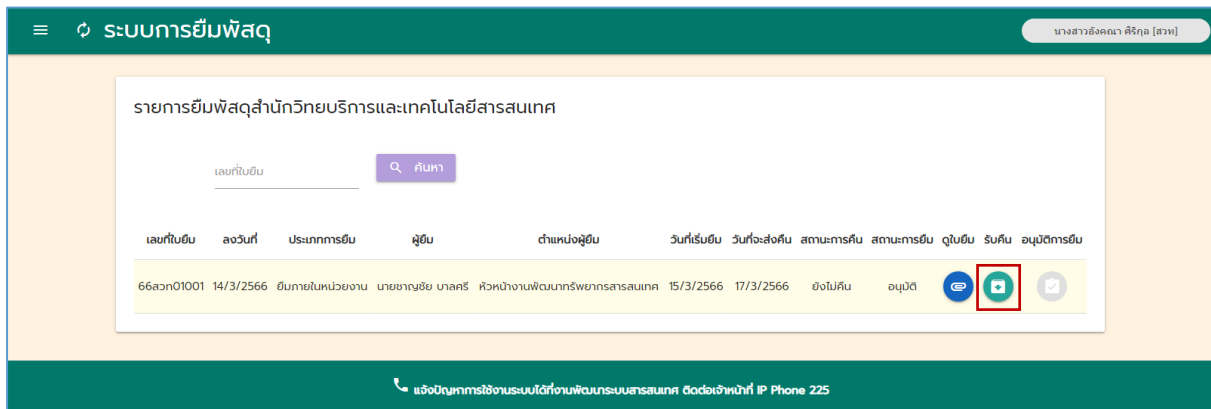 ระบบการยืมพัสดุ
นางสาวอังคณา ศิริกุล [สวท]
รายการยืมพัสดุสำนักวิทยบริการและเทคโนโลยีสารสนเทศ
เลขที่ใบยืม
ค้นหา
เลขที่ใบยืม ลงวันที่ ประเภทการยืม ผู้ยืม ตำแหน่งผู้ยืม วันที่เริ่มยืม วันที่จะส่งคืน สถานะการคืน สถานะการยืม ดูใบยืม รับคืน อนุมัติการยืม
66สวท01001 14/3/2566 ยืมภายในหน่วยงาน นายชาญชัย บาลศรี หัวหน้างานพัฒนาทรัพยากรสารสนเทศ 15/3/2566 17/3/2566 ยังไม่คืน อนุมัติ
แจ้งปัญหาการใช้งานระบบได้ที่งานพัฒนาระบบสารสนเทศ ติดต่อเจ้าหน้าที่ IP Phone 225